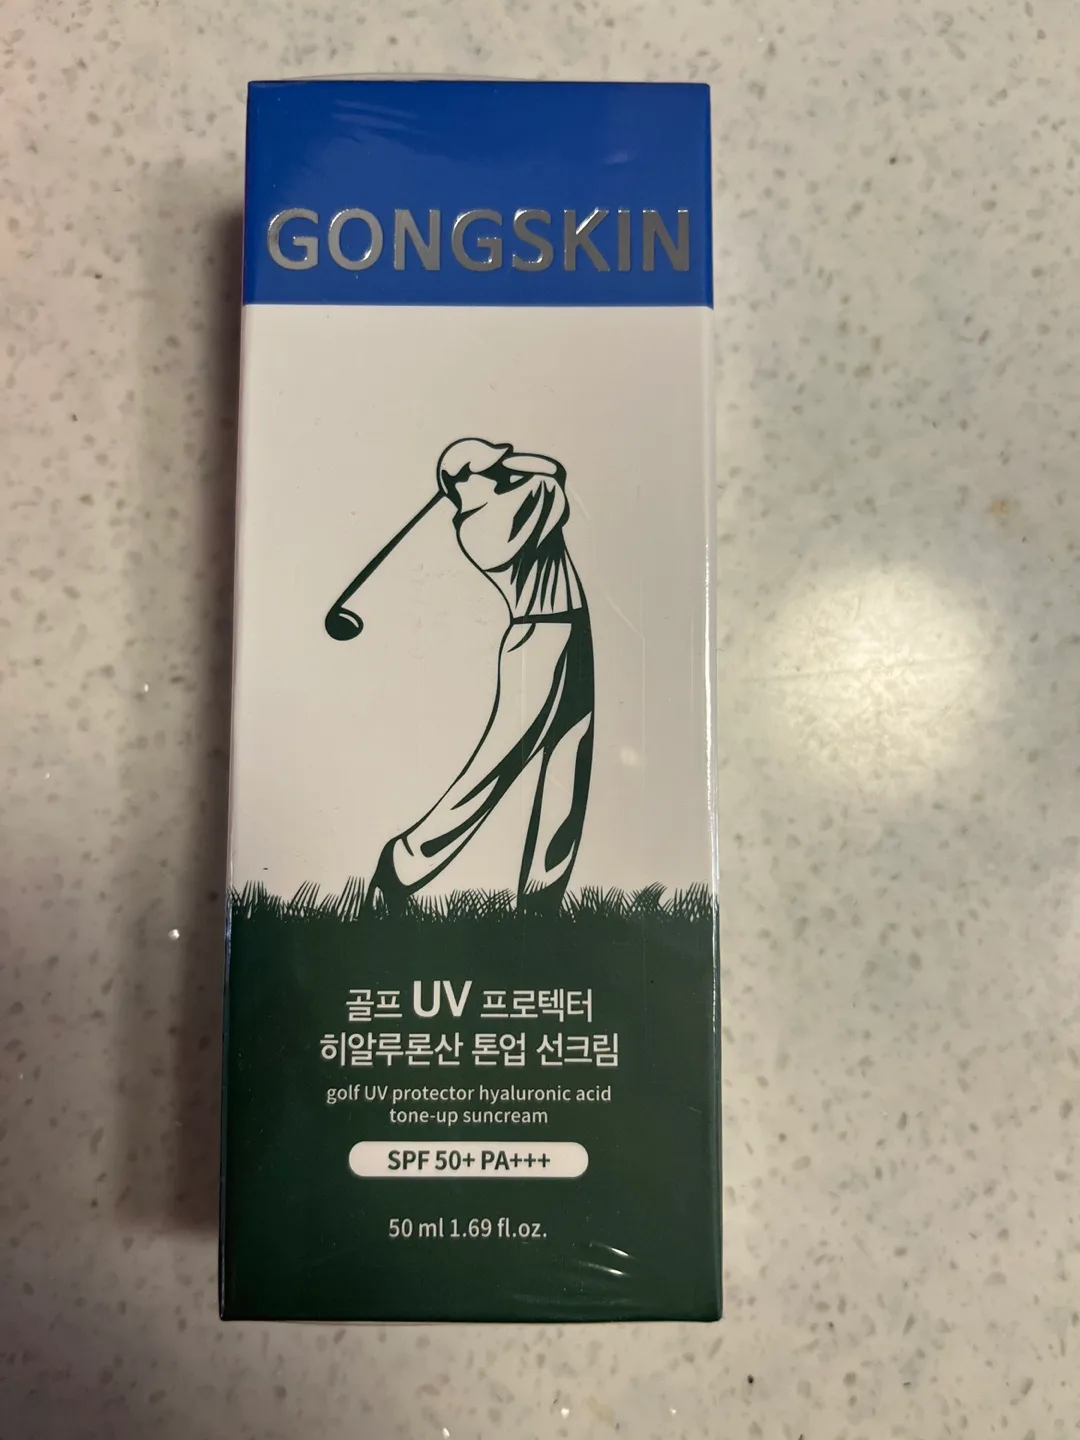 GONGSKIN
골프 UV 프로텍터
히알루론산 톤업 선크림
golf UV protector hyaluronic acid
tone-up suncream
SPF 50+ PA+++
50 ml 1.69 fl.oz.